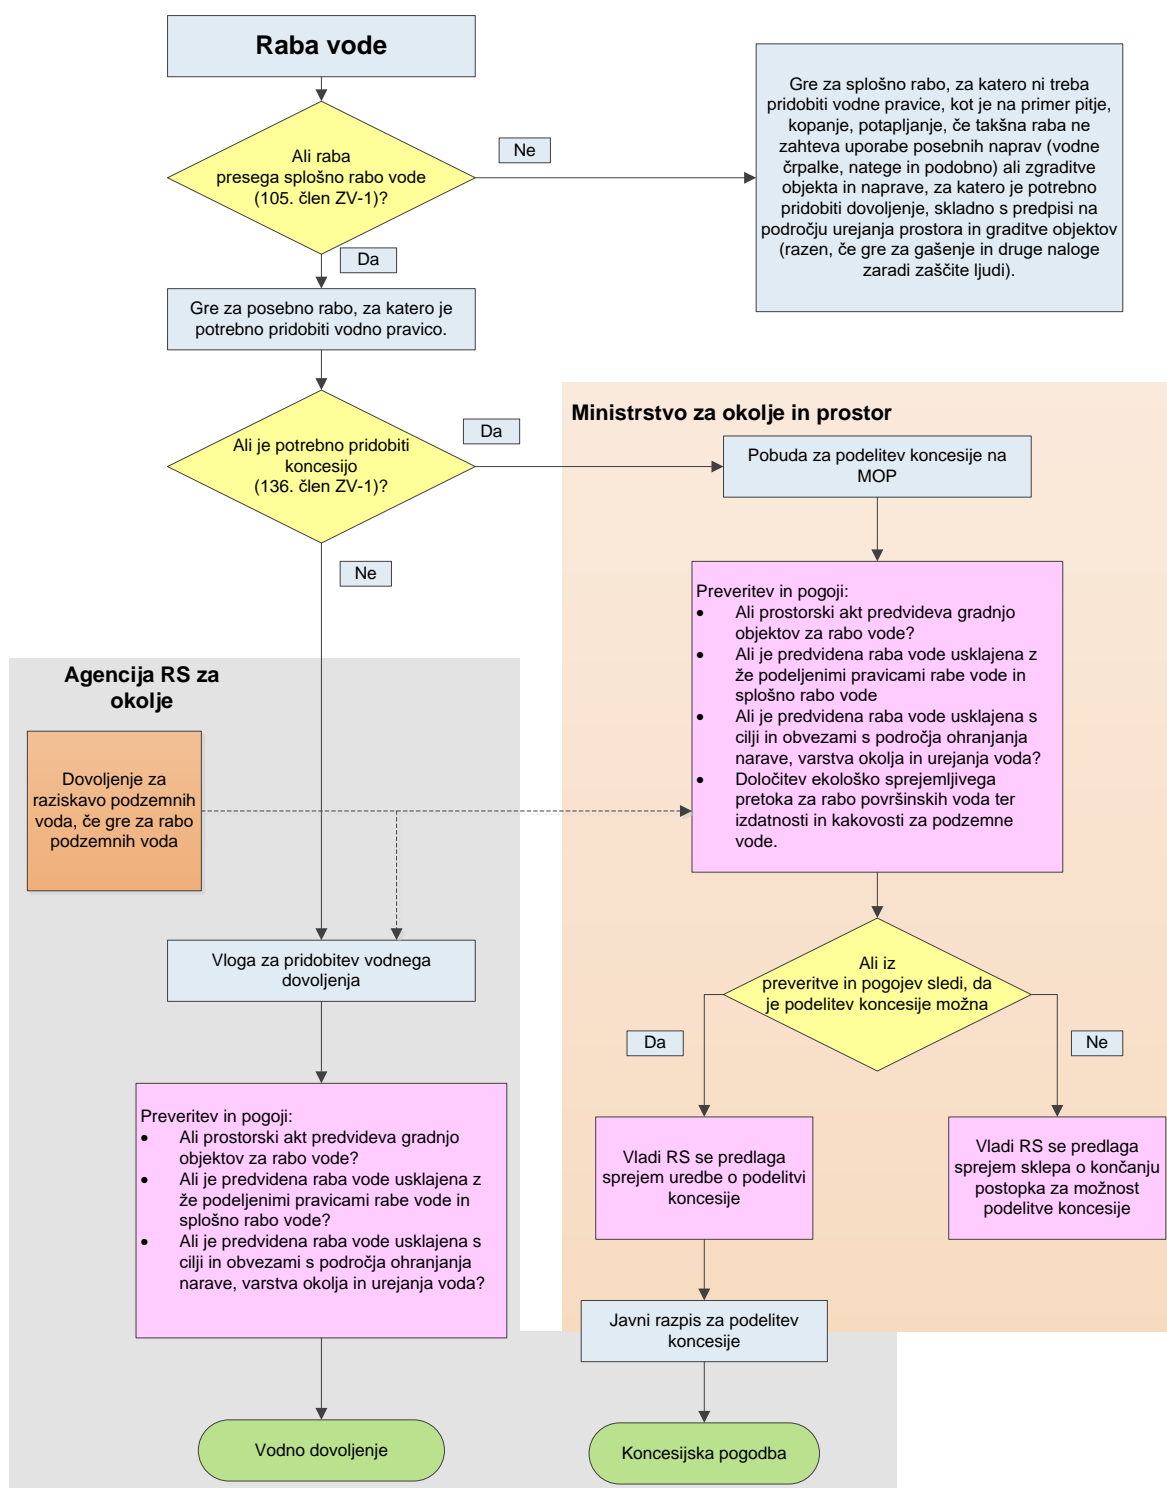 Raba vode
Gre za splošno rabo, za katero ni treba
pridobiti vodne pravice, kot je na primer pitje,
kopanje, potapljanje, če takšna raba ne
zahteva uporabe posebnih naprav (vodne
črpalke, natege in podobno) ali zgraditve
objekta in naprave, za katero je potrebno
pridobiti dovoljenje, skladno s predpisi na
področju urejanja prostora in graditve objektov
(razen, če gre za gašenje in druge naloge
zaradi zaščite ljudi).
Ali raba
presega splošno rabo vode
(105. člen ZV-1)?
Ne
Da
Gre za posebno rabo, za katero je
potrebno pridobiti vodno pravico.
Ali je potrebno pridobiti
koncesijo
(136. člen ZV-1)?
Da
Ne
Ministrstvo za okolje in prostor
Pobuda za podelitev koncesije na
MOP
Preveritev in pogoji:
• Ali prostorski akt predvideva gradnjo
objektov za rabo vode?
• Ali je predvidena raba vode usklajena z
že podeljenimi pravicami rabe vode in
splošno rabo vode
• Ali je predvidena raba vode usklajena s
cilji in obvezami s področja ohranjanja
narave, varstva okolja in urejanja voda?
• Določitev ekološko sprejemljivega
pretoka za rabo površinskih voda ter
izdatnosti in kakovosti za podzemne
vode.
Agencija RS za
okolje
Dovoljenje za
raziskavo podzemnih
voda, če gre za rabo
podzemnih voda
Vloga za pridobitev vodnega
dovoljenja
Ali iz
preveritve in pogojev sledi, da
je podelitev koncesije možna
Da
Ne
Preveritev in pogoji:
• Ali prostorski akt predvideva gradnjo
objektov za rabo vode?
• Ali je predvidena raba vode usklajena z
že podeljenimi pravicami rabe vode in
splošno rabo vode?
• Ali je predvidena raba vode usklajena s
cilji in obvezami s področja ohranjanja
narave, varstva okolja in urejanja voda?
Vladi RS se predlaga
sprejem uredbe o podelitvi
koncesije
Vladi RS se predlaga
sprejem sklepa o končanju
postopka za možnost
podelitve koncesije
Javni razpis za podelitev
koncesije
Vodno dovoljenje
Koncesijska pogodba